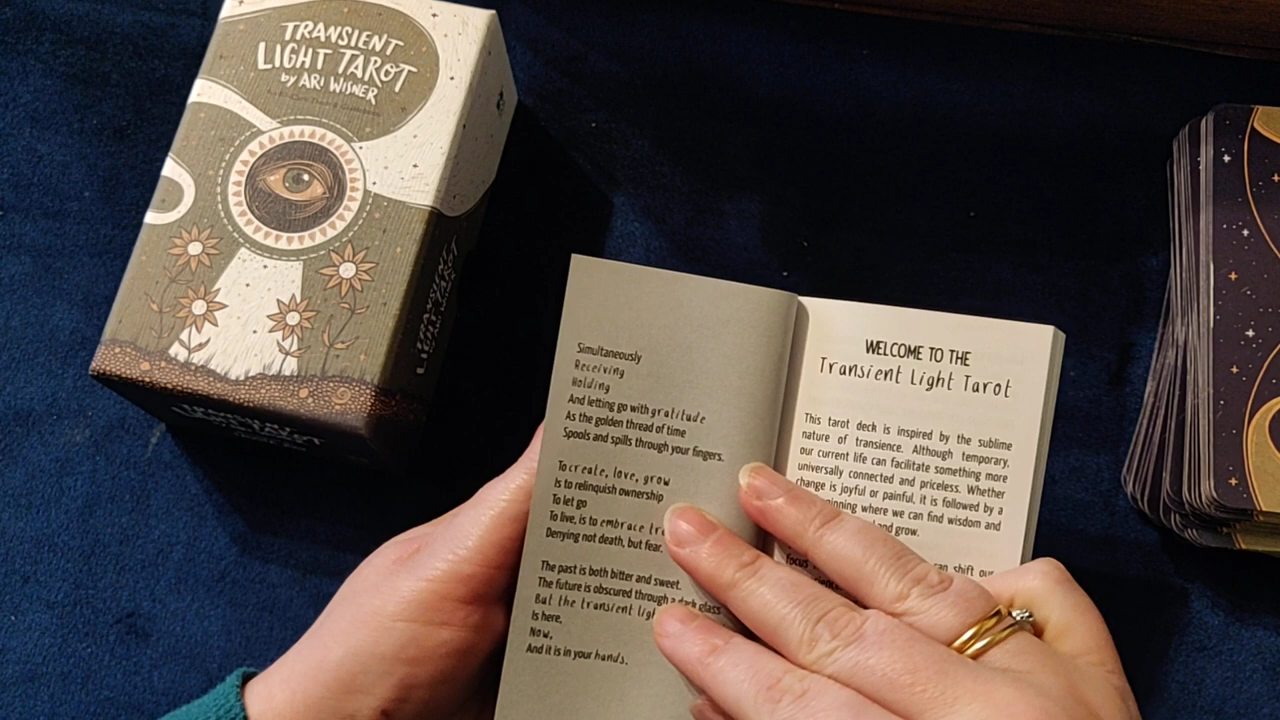 TRANSIENT
LIGHT TAROT
by ARI WISNER
TRANSIENT
LIGHT TAROT
Simultaneously
Receiving
Holding
And letting go with gratitude
As the golden thread of time
Spools and spills through your fingers.
To create, love, grow
Is to relinquish ownership
To let go
To live, is to embrace
Denying not death, but fear.
The past is both bitter and sweet.
The future is obscured through a dark glass
But the transient
Is here,
Now,
And it is in your hands.
WELCOME TO THE
Transient Light Tarot
This tarot deck is inspired by the sublime
nature of transience. Although temporary,
our current life can facilitate something more
universally connected and priceless. Whether
change is joyful or painful, it is followed by a
where we can find wisdom and
and grow.
focus
can shift our